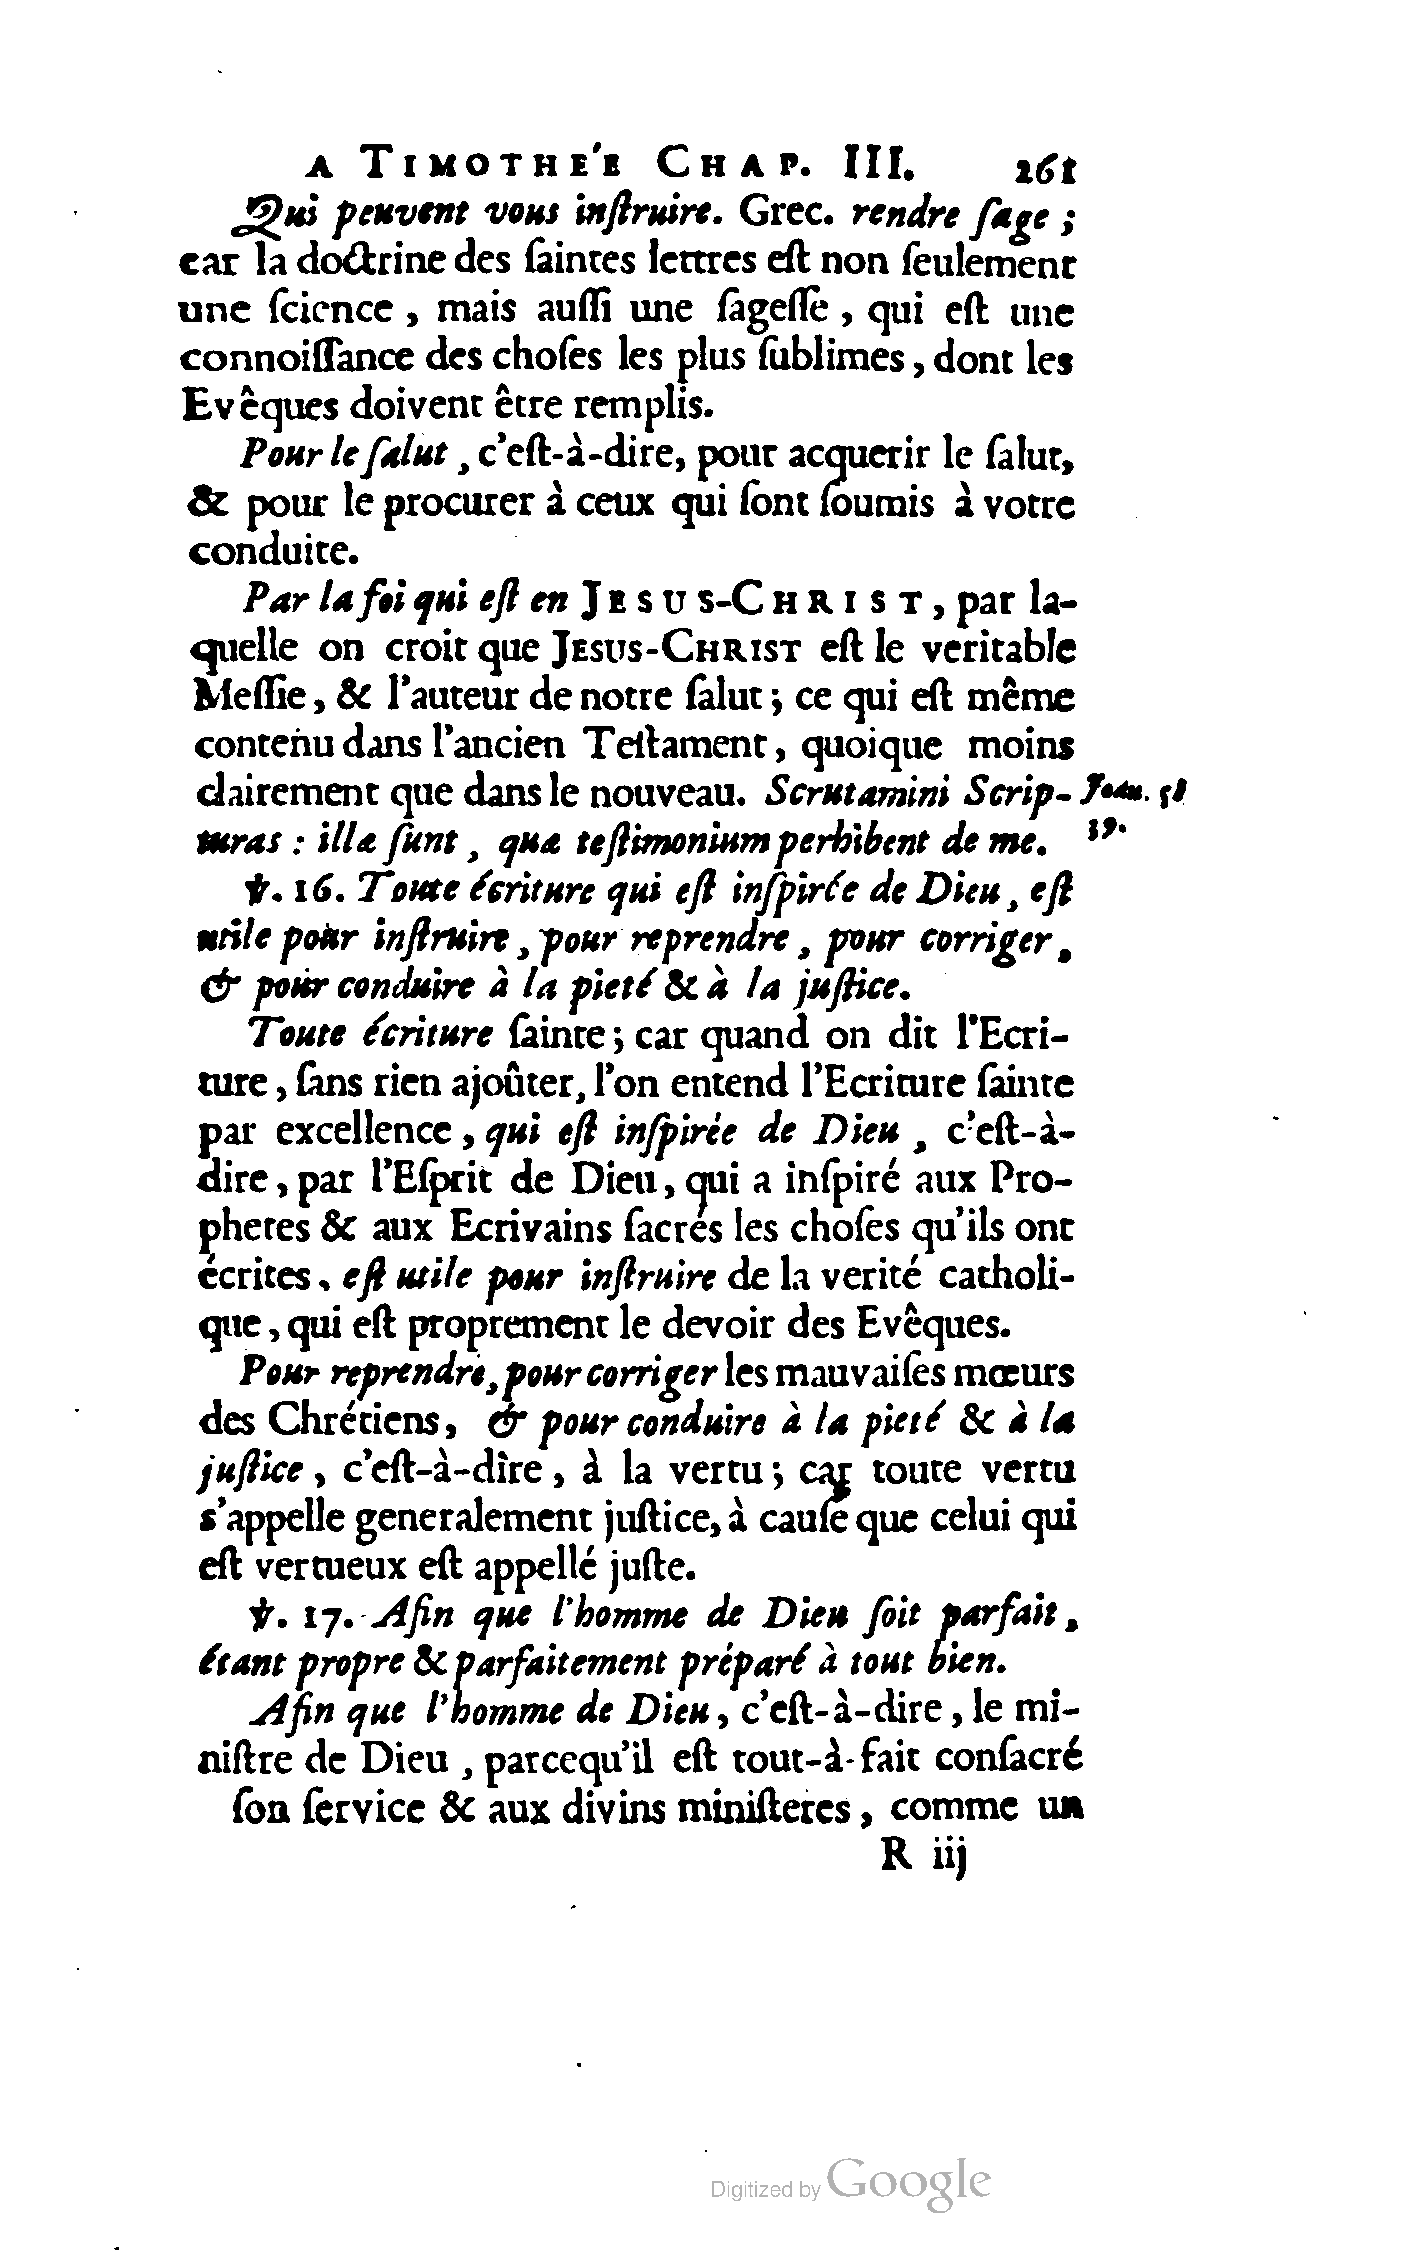 A TIMOTHE'E CHAP. III. 261
Qui peuvent vous inſtruire. Grec. rendre ſage ;
car la doctrine des ſaintes lettres eſt non ſeulement
une ſcience , mais auſſi une ſageſſe , qui eſt une
connoiſſance des choſes les plus ſublimes , dont les
Evêques doivent être remplis.
Pour le ſalut , c'eſt-à-dire, pour acquerir le ſalut,
& pour le procurer à ceux qui ſont ſoumis à votre
conduite.
Par la foi qui eſt en JESUS-CHRIST , par la-
quelle on croit que JESUS-CHRIST eſt le veritable
Meſſie , & l'auteur de notre ſalut ; ce qui eſt même
contenu dans l'ancien Teſtament , quoique moins
clairement que dans le nouveau. Scrutamini Scrip- Joan. 5.
turas : illæ ſunt , quæ teſtimonium perhibent de me. 39.
℣. 16. Toute écriture qui eſt inſpirée de Dieu , eſt
utile pour inſtruire , pour reprendre , pour corriger ,
& pour conduire à la pieté & à la juſtice.
Toute écriture ſainte ; car quand on dit l'Ecri-
ture , ſans rien ajoûter, l'on entend l'Ecriture ſainte
par excellence , qui eſt inſpirée de Dieu , c'eſt-à-
dire , par l'Eſprit de Dieu , qui a inſpiré aux Pro-
phetes & aux Ecrivains ſacrés les choſes qu'ils ont
écrites , eſt utile pour inſtruire de la verité catholi-
que , qui eſt proprement le devoir des Evêques.
Pour reprendre, pour corriger les mauvaiſes mœurs
des Chrétiens , & pour conduire à la pieté & à la
juſtice , c'eſt-à-dire , à la vertu ; car toute vertu
s'appelle generalement juſtice, à cauſe que celui qui
eſt vertueux eſt appellé juſte.
℣. 17. Afin que l'homme de Dieu ſoit parfait ,
étant propre & parfaitement préparé à tout bien.
Afin que l'homme de Dieu , c'eſt-à-dire , le mi-
niſtre de Dieu , parcequ'il eſt tout-à-fait conſacré
ſon ſervice & aux divins miniſteres , comme un
R iij
Digitized by Google